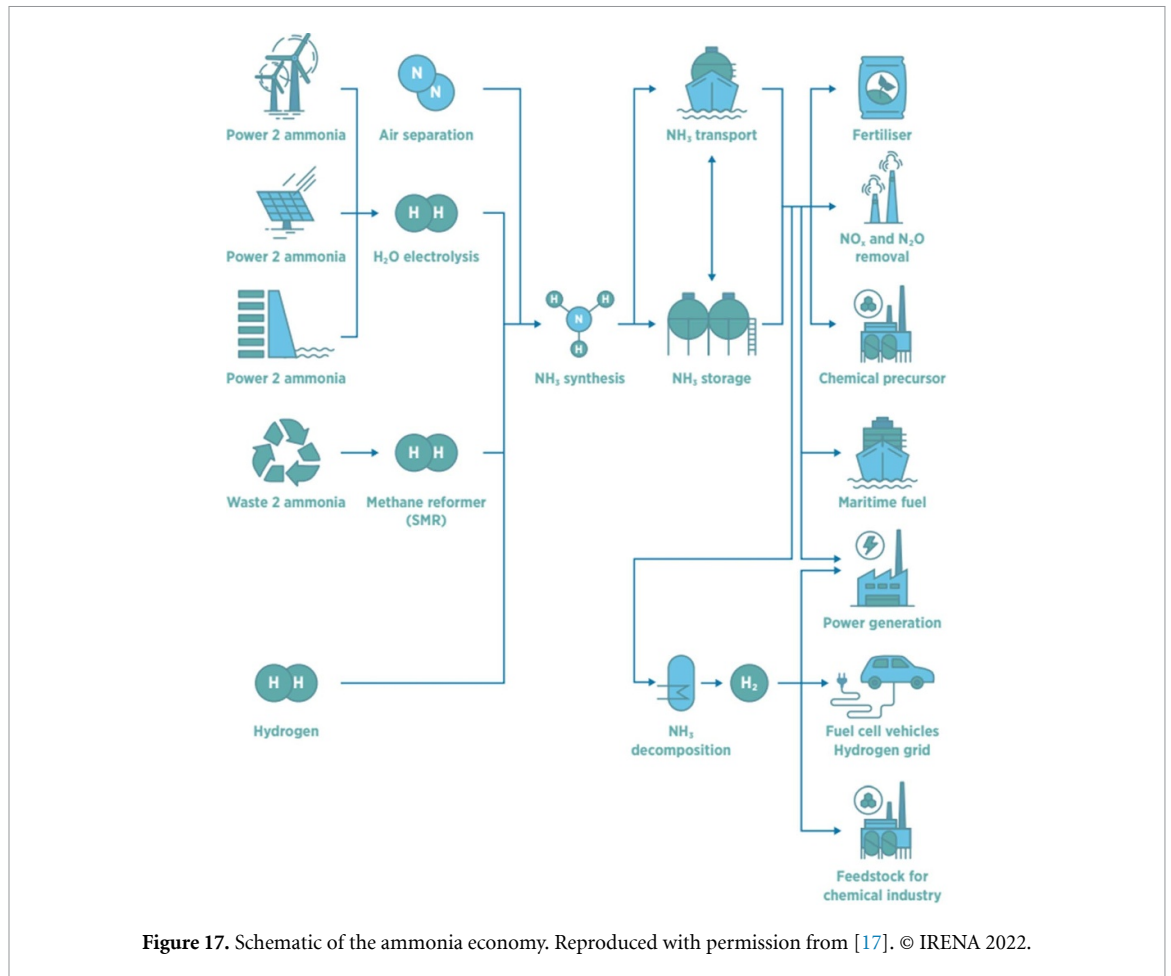 N
N
Power 2 ammonia
Air separation
NH₃ transport
Fertiliser
H H
Power 2 ammonia
H₂O electrolysis
NOₓ and N₂O
removal
H
H
N
H
Power 2 ammonia
NH₃ synthesis
NH₃ storage
Chemical precursor
H H
Waste 2 ammonia
Methane reformer
(SMR)
Maritime fuel
Power generation
H H
H₂
Hydrogen
NH₃
decomposition
Fuel cell vehicles
Hydrogen grid
Feedstock for
chemical industry
Figure 17. Schematic of the ammonia economy. Reproduced with permission from [17]. © IRENA 2022.